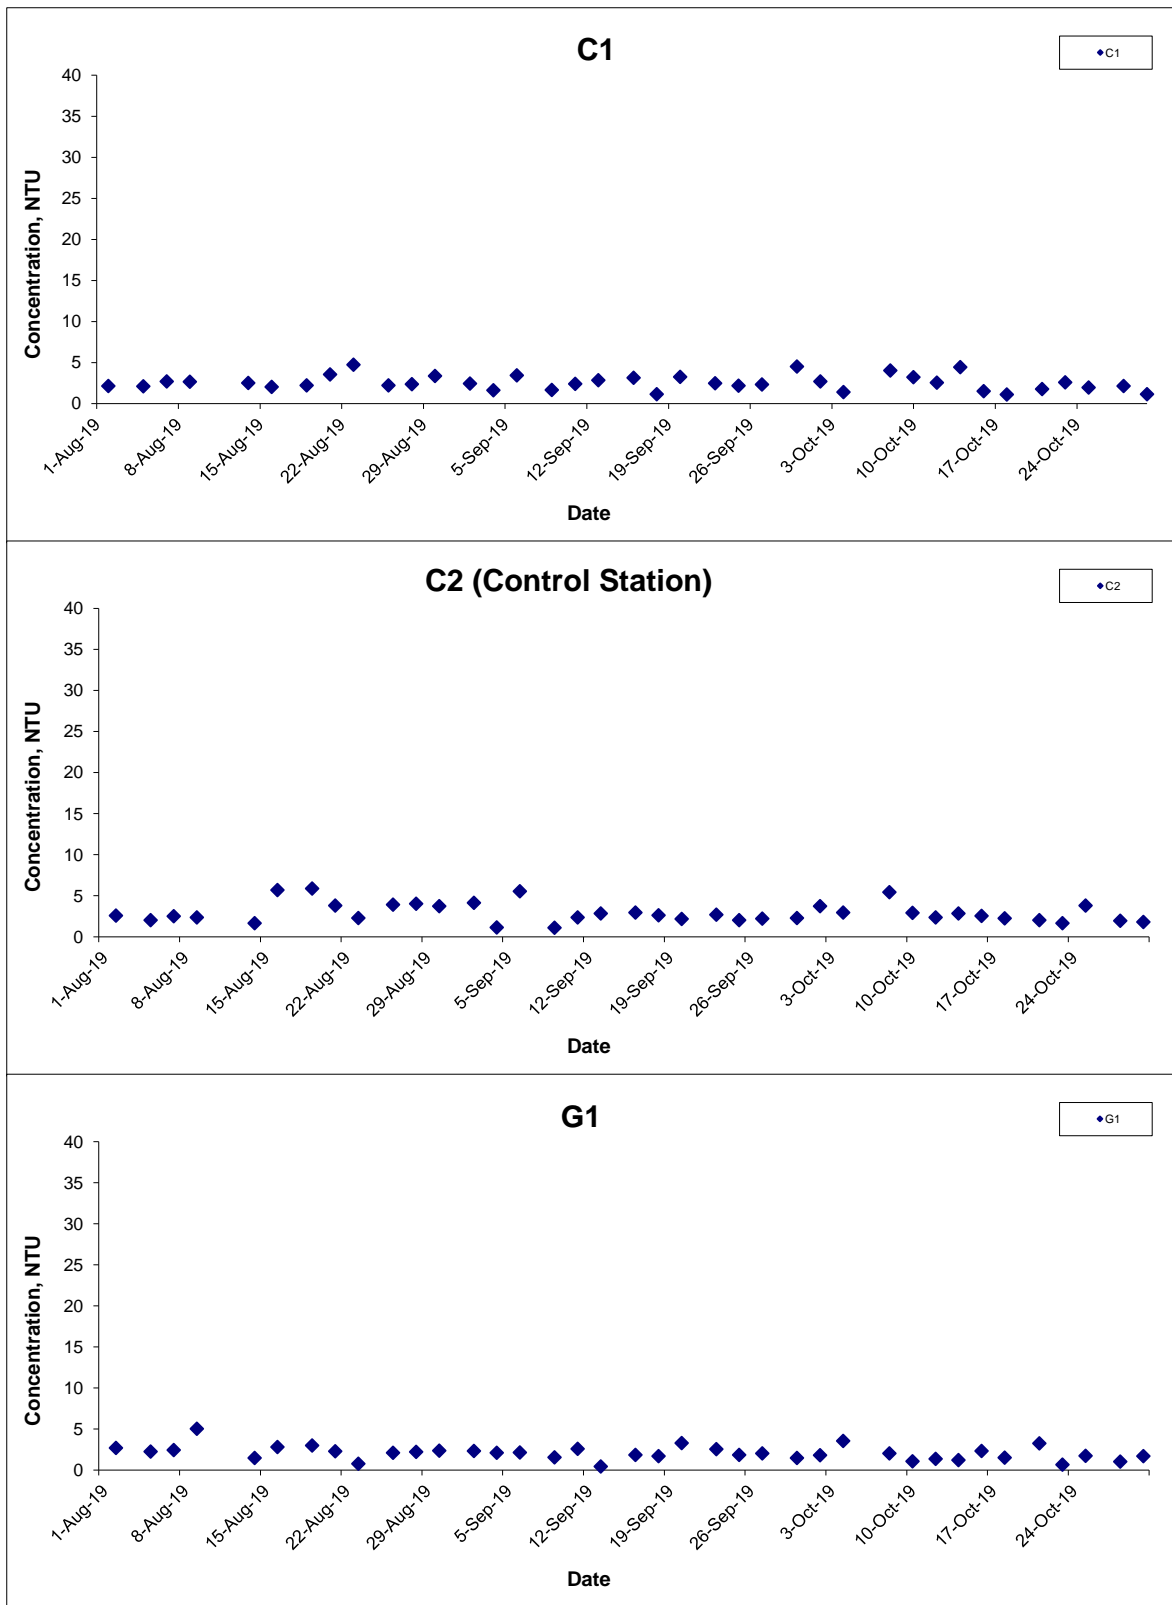 C1
C1
40
35
30
25
20
15
10
5
0
Concentration, NTU
1-Aug-19
8-Aug-19
15-Aug-19
22-Aug-19
29-Aug-19
5-Sep-19
12-Sep-19
19-Sep-19
26-Sep-19
3-Oct-19
10-Oct-19
17-Oct-19
24-Oct-19
Date
C2 (Control Station)
C2
40
35
30
25
20
15
10
5
0
Concentration, NTU
1-Aug-19
8-Aug-19
15-Aug-19
22-Aug-19
29-Aug-19
5-Sep-19
12-Sep-19
19-Sep-19
26-Sep-19
3-Oct-19
10-Oct-19
17-Oct-19
24-Oct-19
Date
G1
G1
40
35
30
25
20
15
10
5
0
Concentration, NTU
1-Aug-19
8-Aug-19
15-Aug-19
22-Aug-19
29-Aug-19
5-Sep-19
12-Sep-19
19-Sep-19
26-Sep-19
3-Oct-19
10-Oct-19
17-Oct-19
24-Oct-19
Date